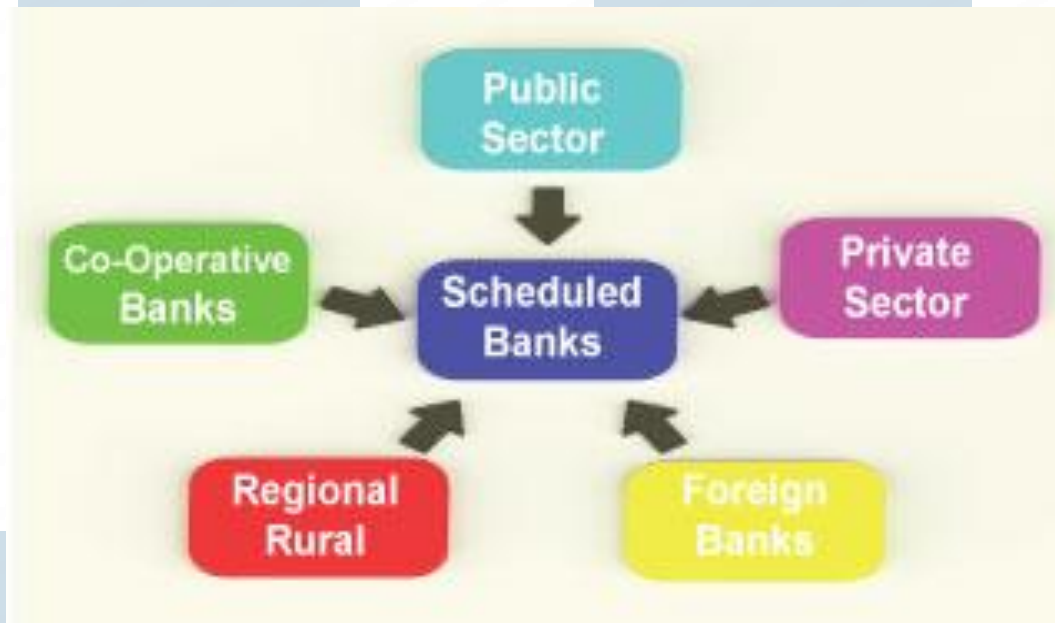 Public
Sector
Co-Operative
Banks
Scheduled
Banks
Private
Sector
Regional
Rural
Foreign
Banks